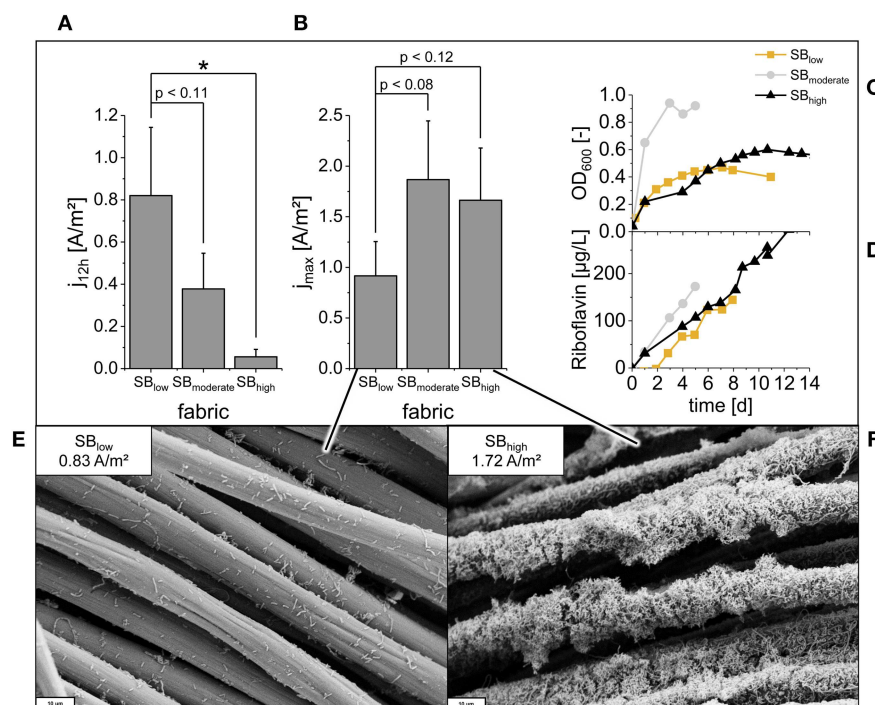 A
B
C
D
E
F
*
p < 0.11
j12h [A/m²]
1.0
0.8
0.6
0.4
0.2
0.0
SBlow
SBmoderate
SBhigh
fabric
p < 0.12
p < 0.08
jmax [A/m²]
2.5
2.0
1.5
1.0
0.5
0.0
SBlow
SBmoderate
SBhigh
fabric
SBlow
SBmoderate
SBhigh
OD600 [-]
1.0
0.8
0.6
0.4
0.2
0.0
Riboflavin [µg/L]
200
100
0
0 2 4 6 8 10 12 14
time [d]
SBlow
0.83 A/m²
SBhigh
1.72 A/m²
10 µm
10 µm